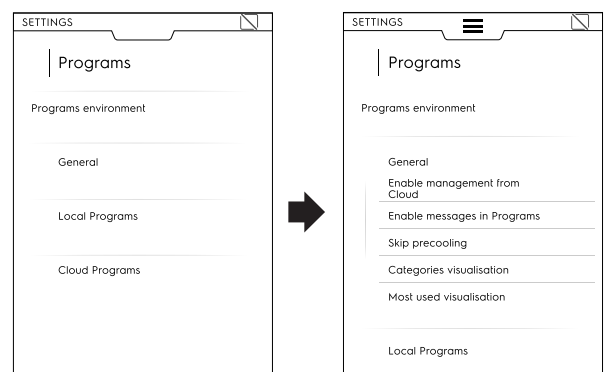 SETTINGS
Programs
Programs environment
General
Local Programs
Cloud Programs
SETTINGS
Programs
Programs environment
General
Enable management from
Cloud
Enable messages in Programs
Skip precooling
Categories visualisation
Most used visualisation
Local Programs